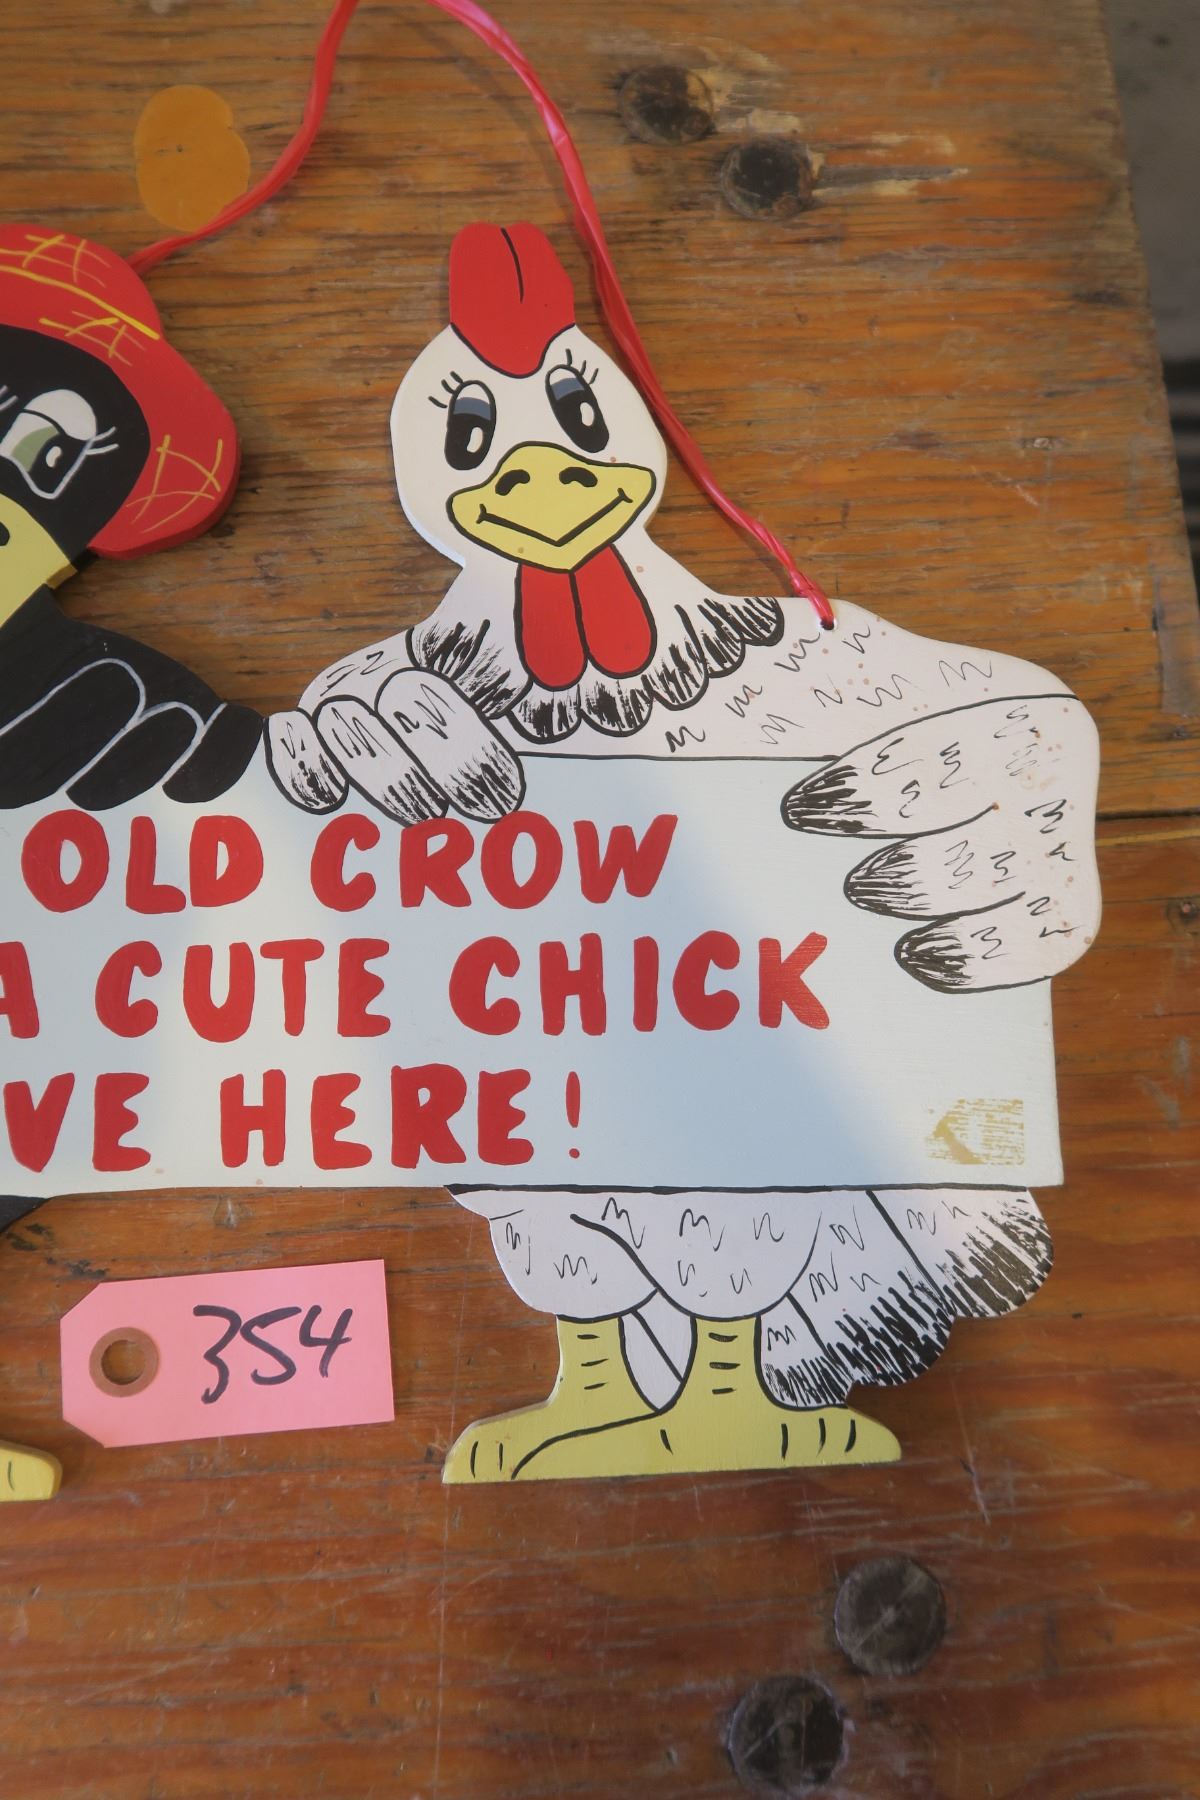 OLD CROW
A CUTE CHICK
VE HERE!
354